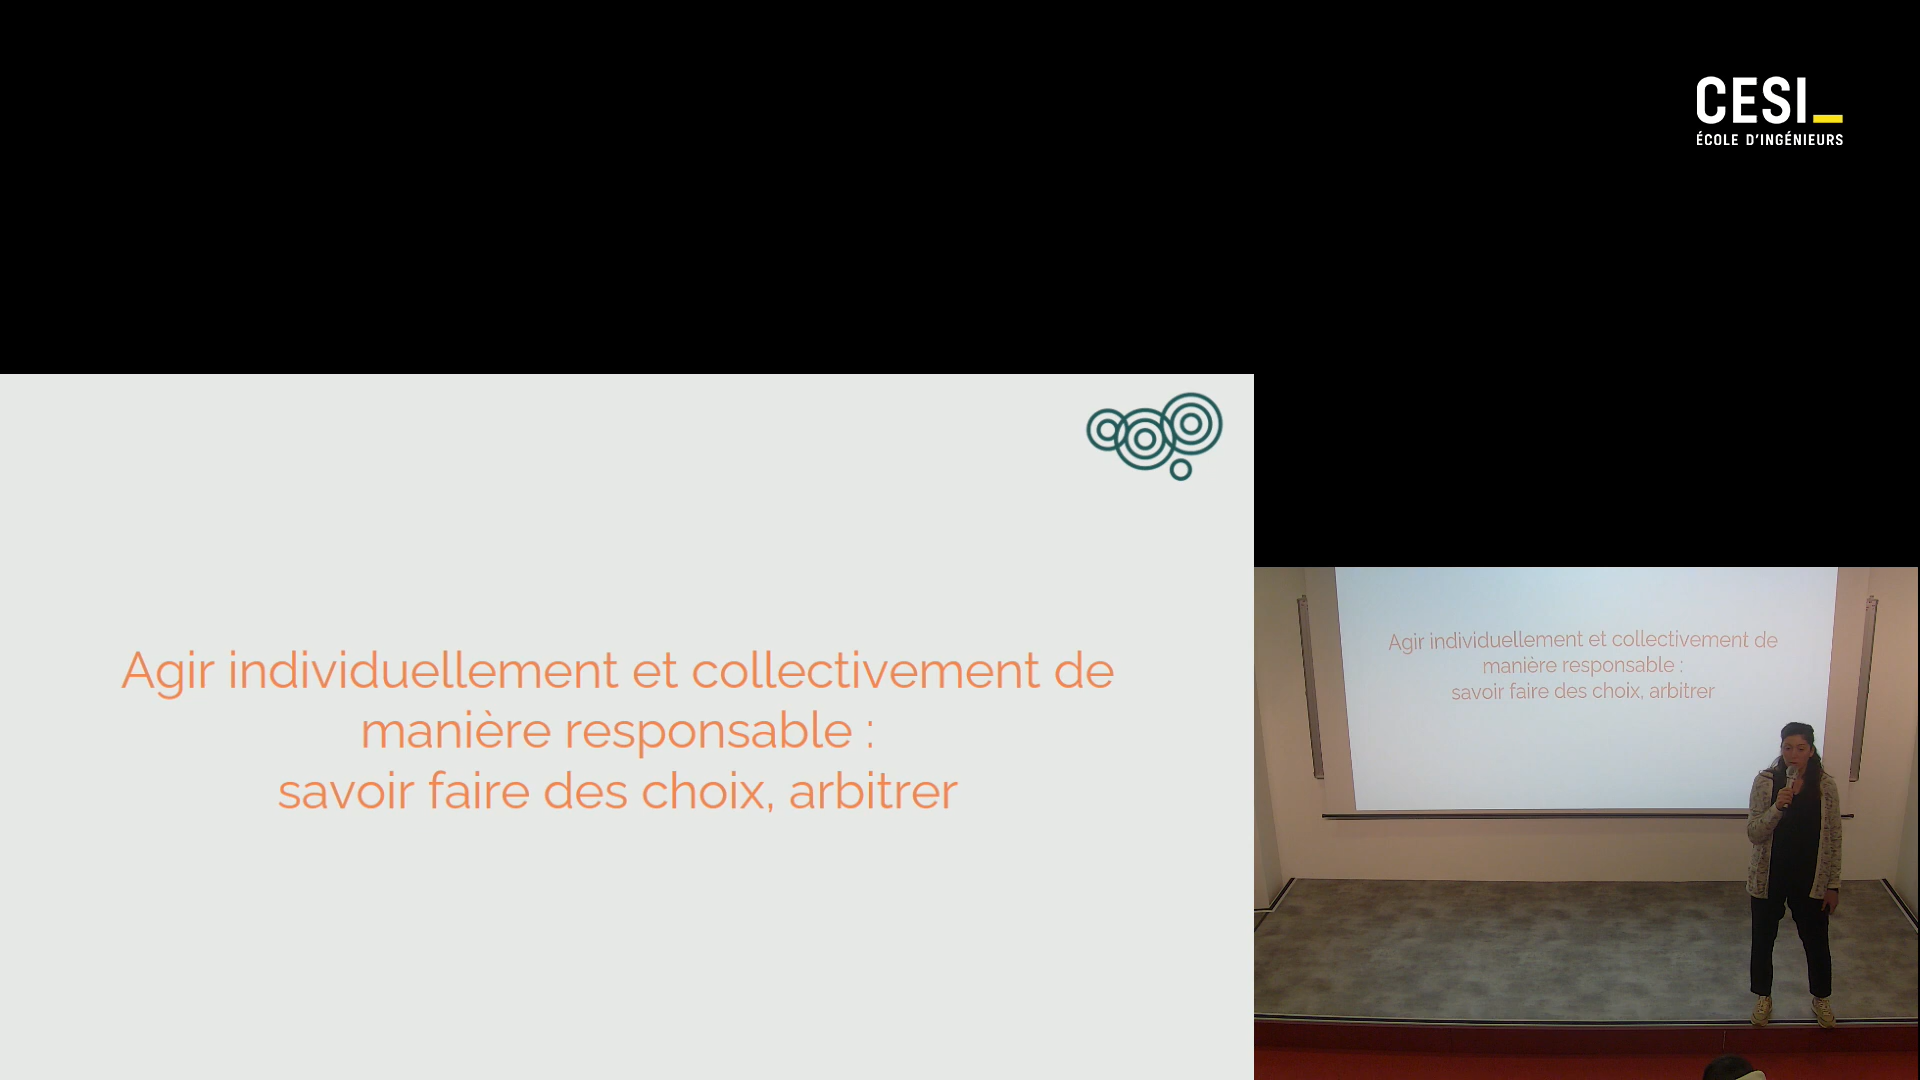 CESI_
ÉCOLE D'INGÉNIEURS
Agir individuellement et collectivement de
manière responsable :
savoir faire des choix, arbitrer
Agir individuellement et collectivement de
manière responsable :
savoir faire des choix, arbitrer